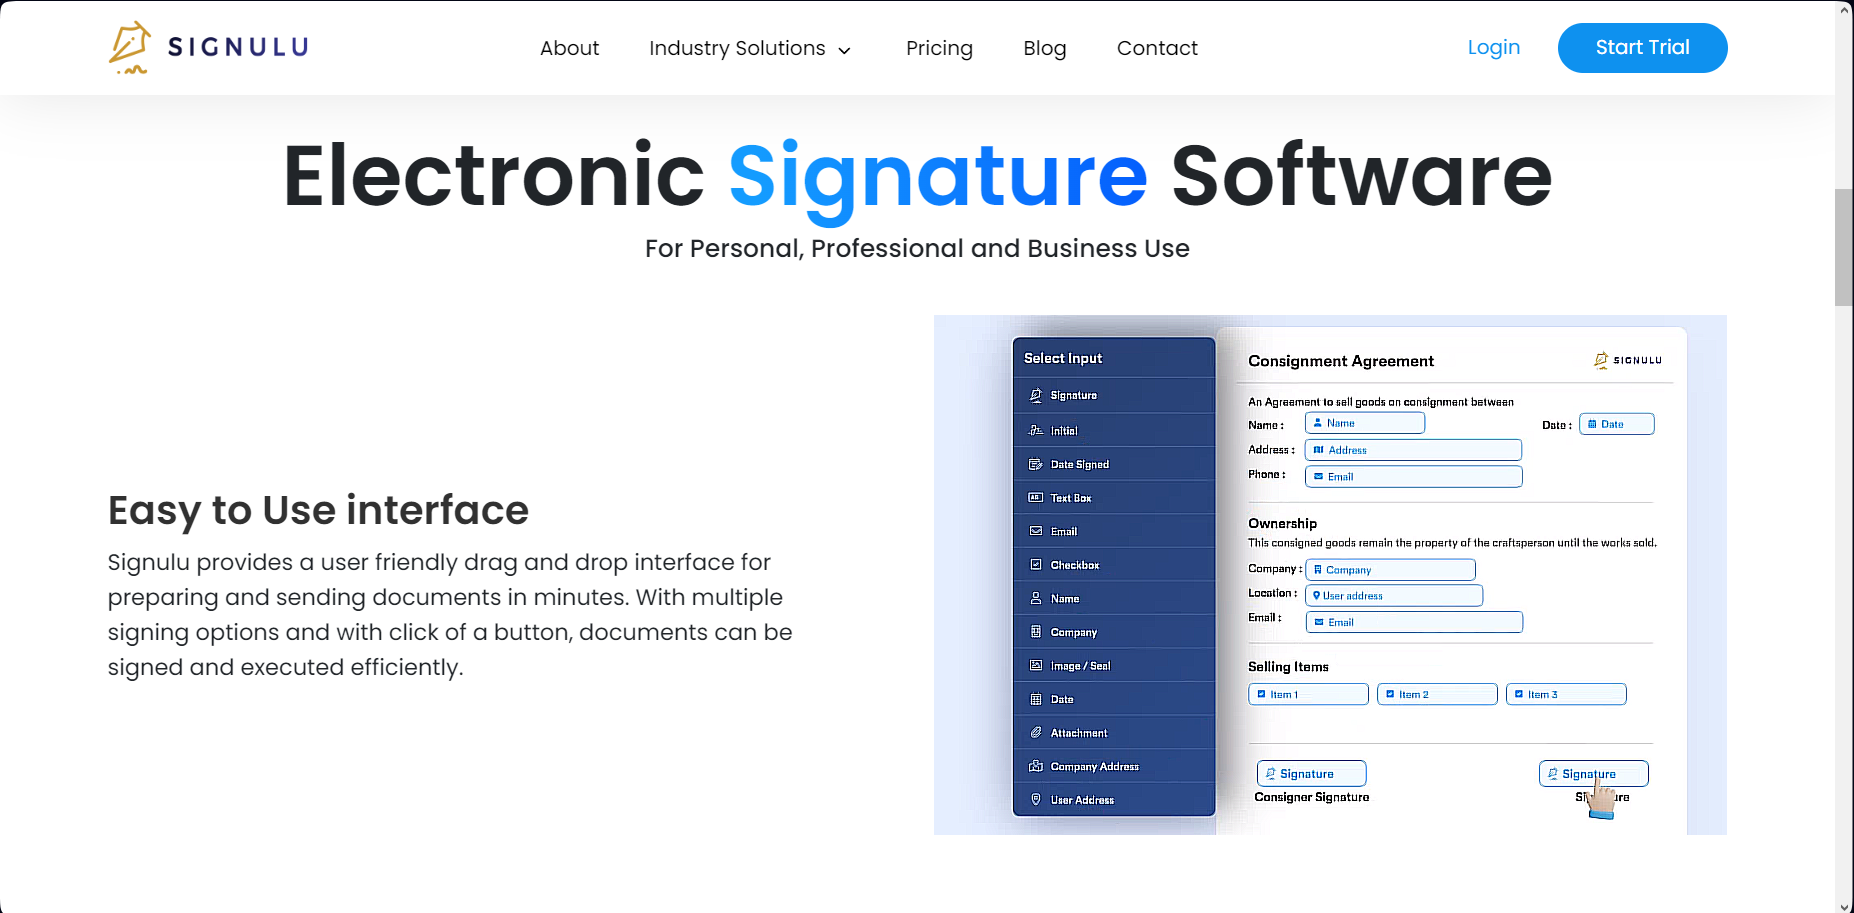 SIGNULU
About
Industry Solutions
Pricing
Blog
Contact
Login
Start Trial
Electronic Signature Software
For Personal, Professional and Business Use
Easy to Use interface
Signulu provides a user friendly drag and drop interface for
preparing and sending documents in minutes. With multiple
signing options and with click of a button, documents can be
signed and executed efficiently.
Select Input
Signature
Initial
Date Signed
Text Box
Email
Checkbox
Name
Company
Image / Seal
Date
Attachment
Company Address
User Address
Consignment Agreement
SIGNULU
An Agreement to sell goods on consignment between
Name : Name
Date : Date
Address : Address
Phone : Email
Ownership
This consigned goods remain the property of the craftsperson until the works sold.
Company : Company
Location : User address
Email : Email
Selling Items
Item 1
Item 2
Item 3
Signature
Consigner Signature
Signature